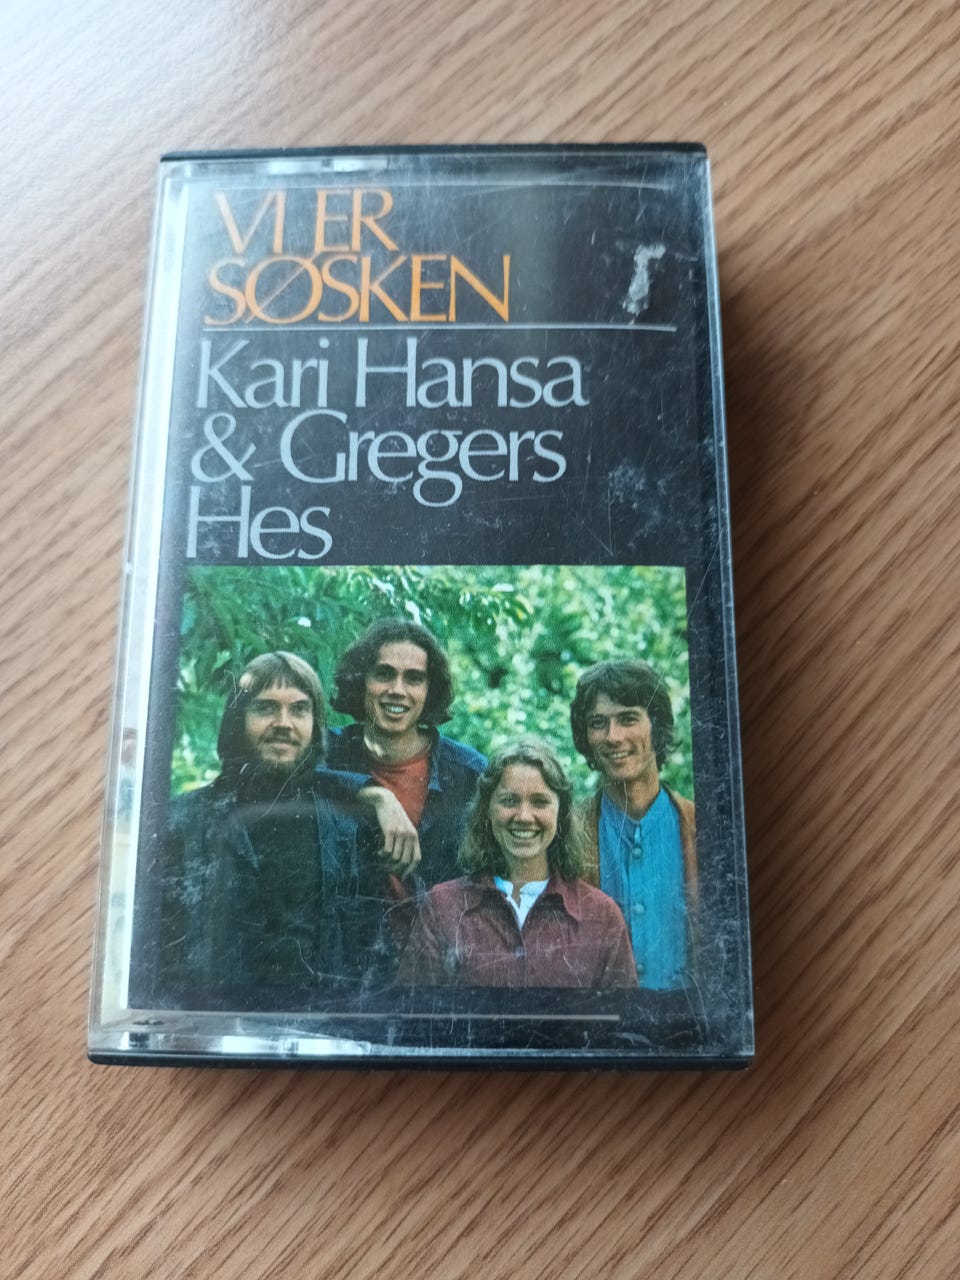 VI ER
SØSKEN
Kari Hansa
& Gregers
Hes